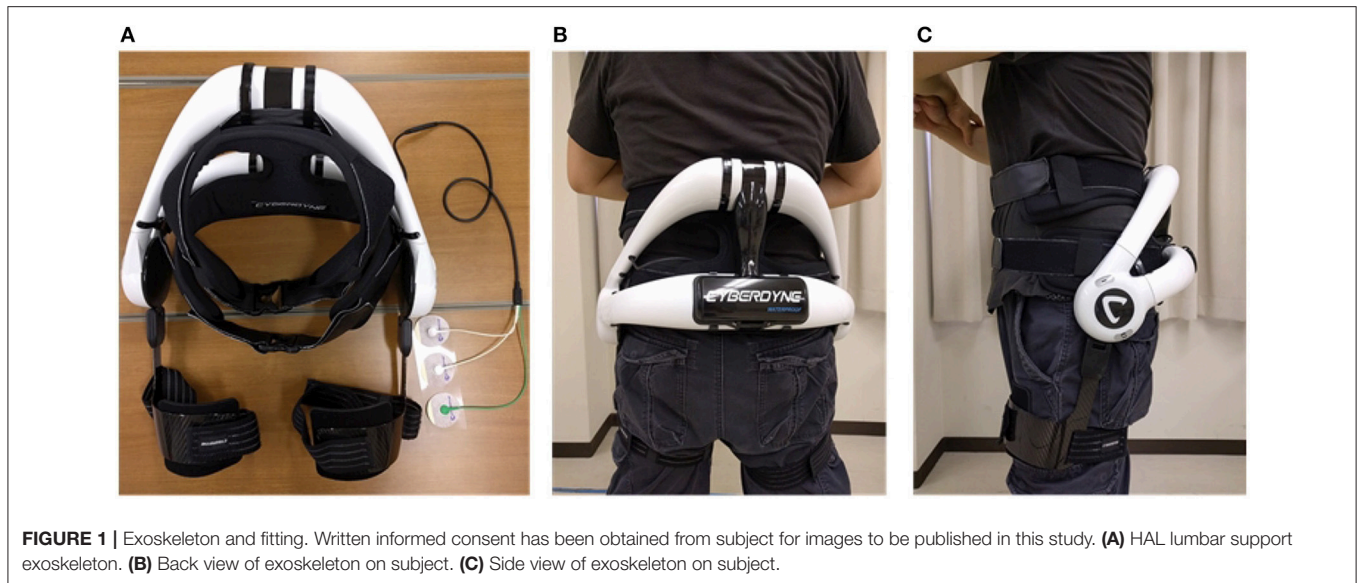 A
B
C
CYBERDYNE
CYBERDYNE
WATERPROOF
FIGURE 1 | Exoskeleton and fitting. Written informed consent has been obtained from subject for images to be published in this study. (A) HAL lumbar support
exoskeleton. (B) Back view of exoskeleton on subject. (C) Side view of exoskeleton on subject.